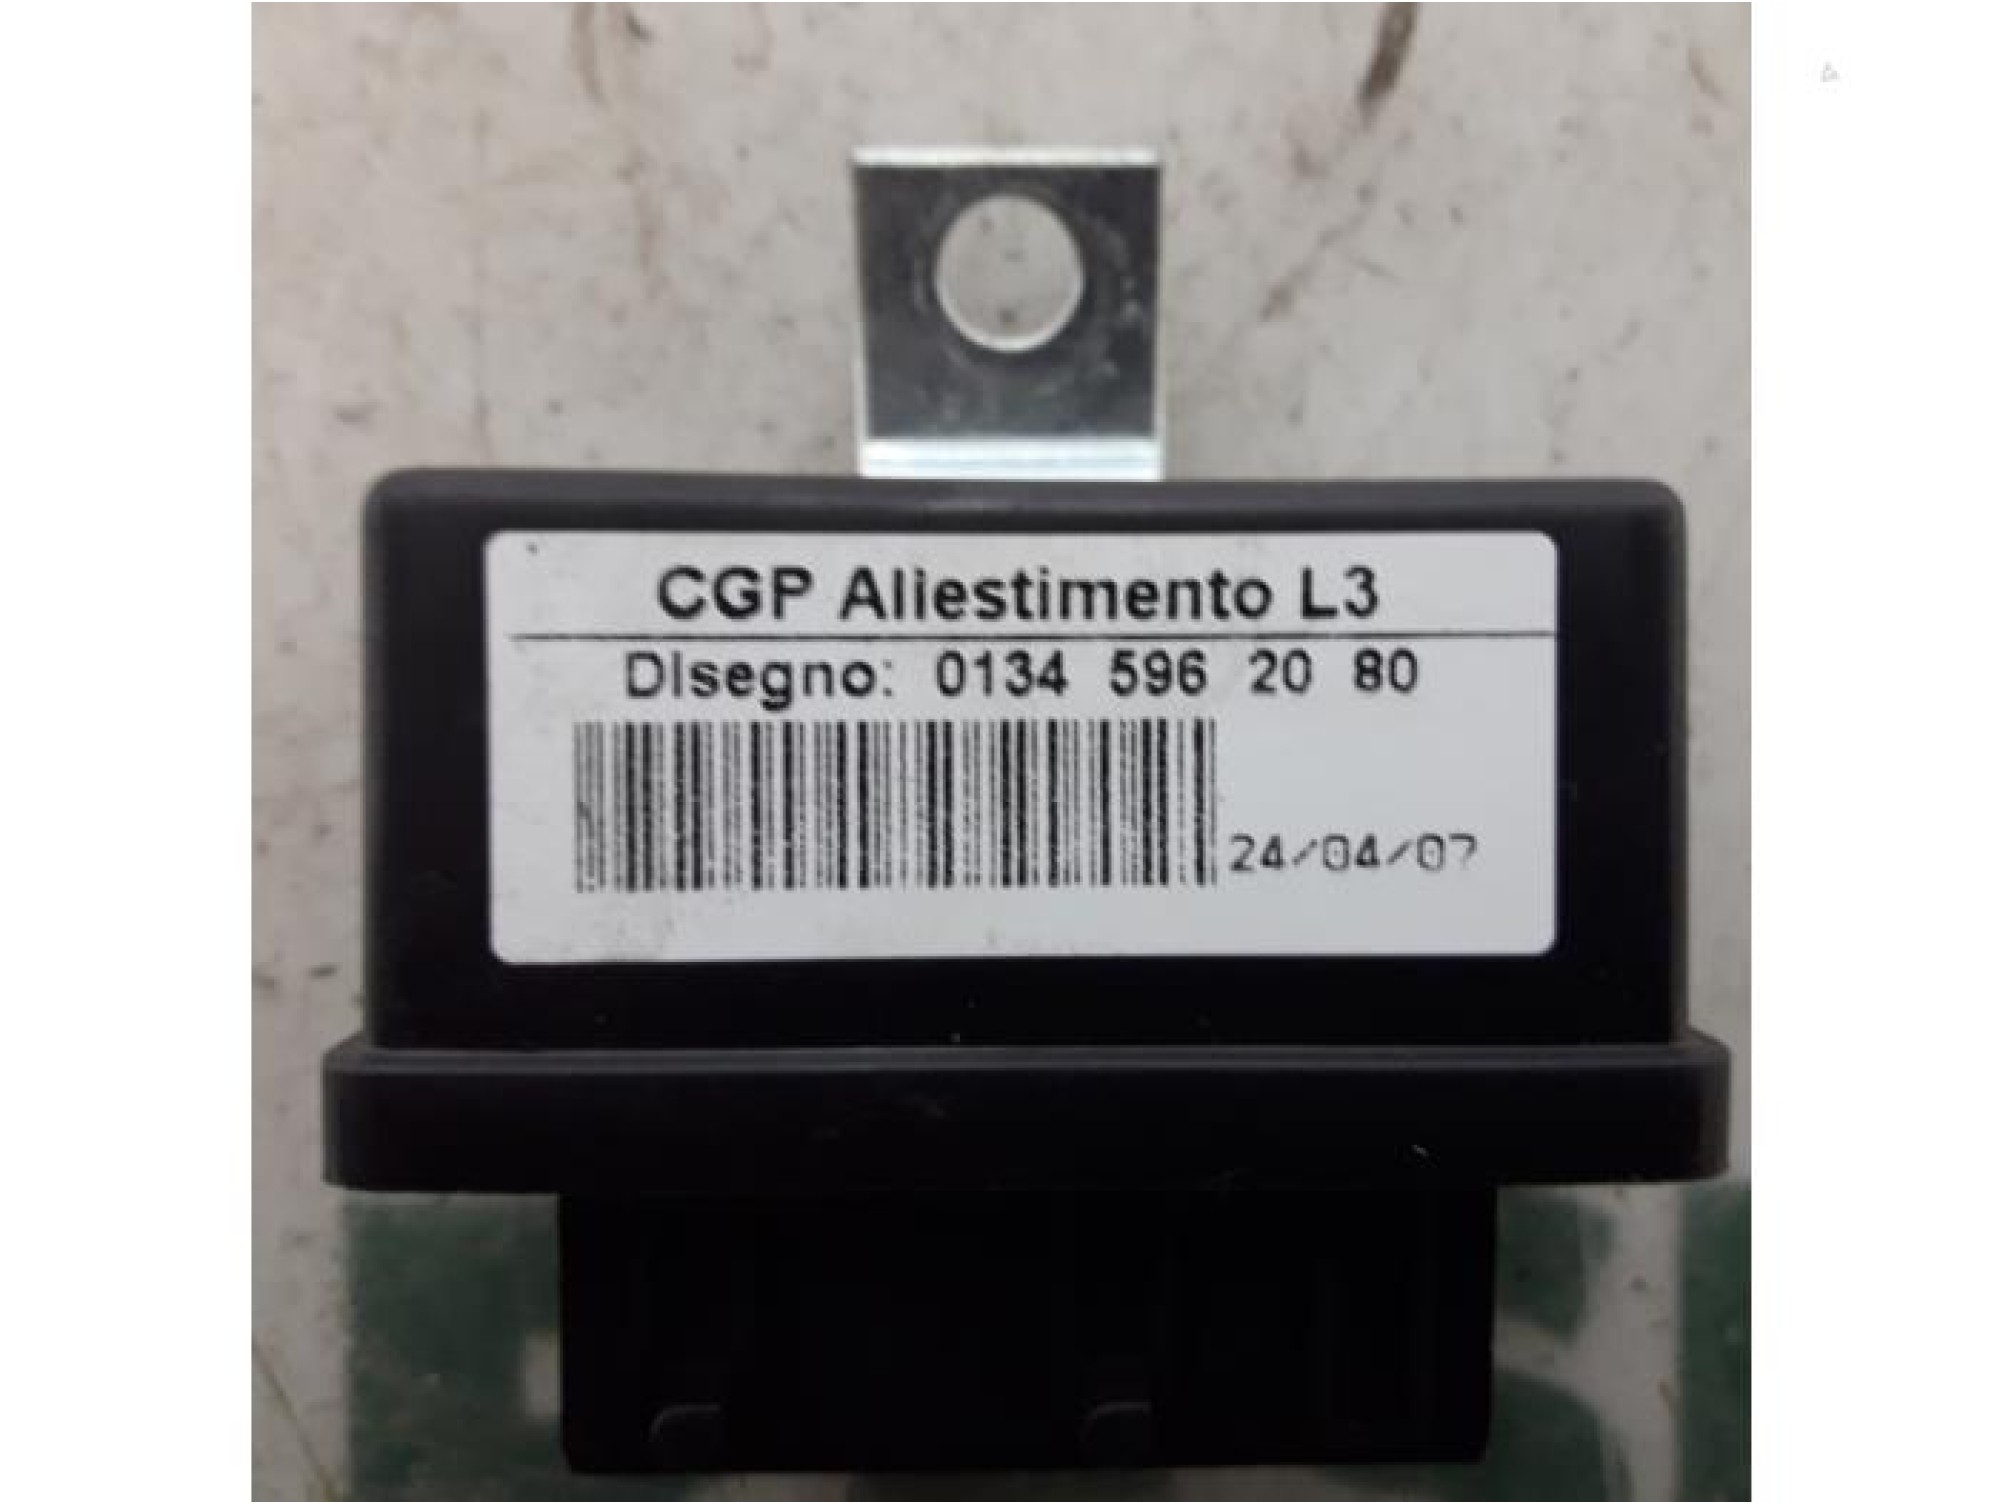 CGP Allestimento L3
Disegno: 0134 596 20 80
24/04/07